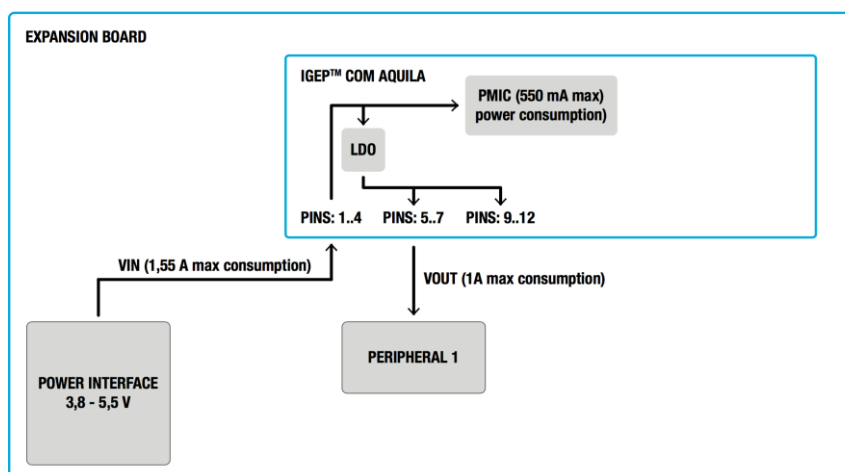 EXPANSION BOARD
IGEP™ COM AQUILA
PMIC (550 mA max)
power consumption)
LDO
PINS: 1..4 PINS: 5..7 PINS: 9..12
VIN (1,55 A max consumption)
VOUT (1A max consumption)
PERIPHERAL 1
POWER INTERFACE
3,8 - 5,5 V